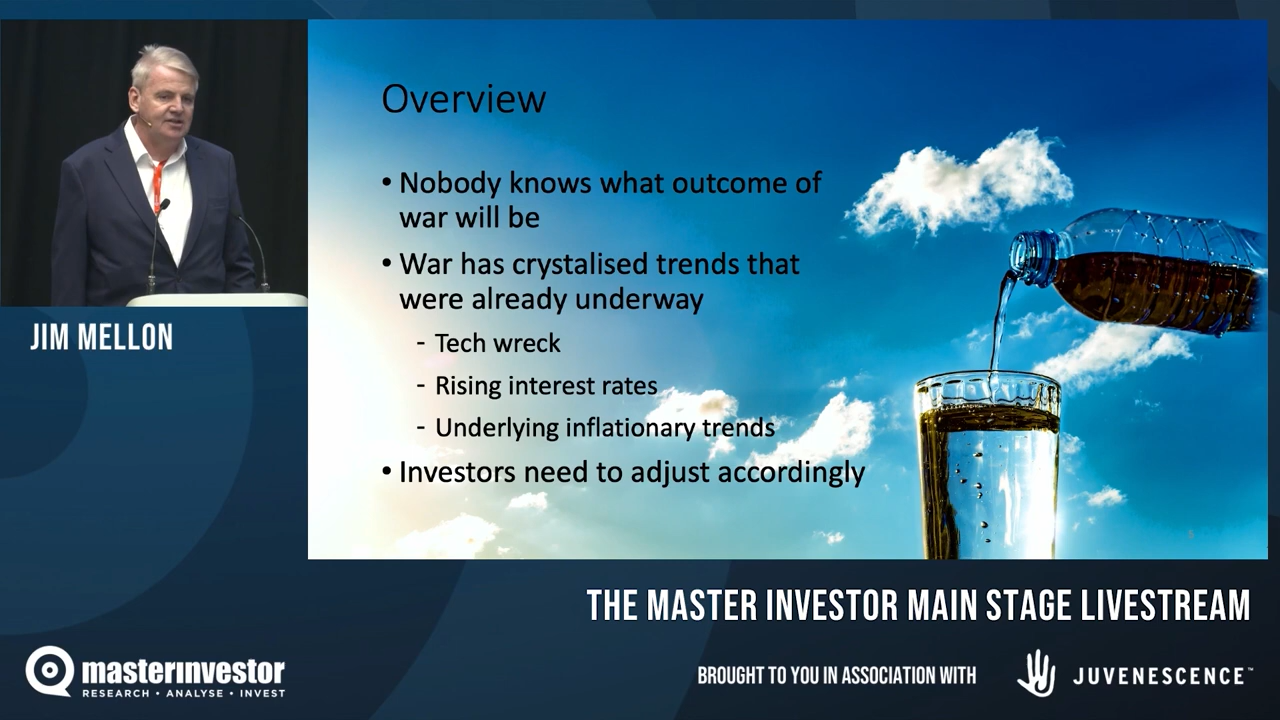 JIM MELLON
Overview
• Nobody knows what outcome of
war will be
• War has crystalised trends that
were already underway
- Tech wreck
- Rising interest rates
- Underlying inflationary trends
• Investors need to adjust accordingly
6
THE MASTER INVESTOR MAIN STAGE LIVESTREAM
masterinvestor
RESEARCH • ANALYSE • INVEST
BROUGHT TO YOU IN ASSOCIATION WITH
JUVENESCENCE™